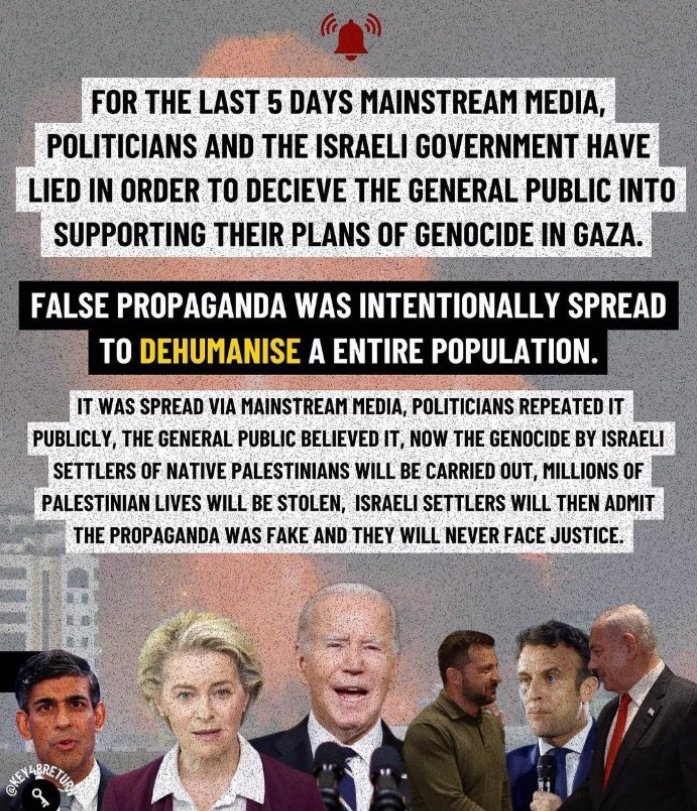 FOR THE LAST 5 DAYS MAINSTREAM MEDIA,
POLITICIANS AND THE ISRAELI GOVERNMENT HAVE
LIED IN ORDER TO DECIEVE THE GENERAL PUBLIC INTO
SUPPORTING THEIR PLANS OF GENOCIDE IN GAZA.
FALSE PROPAGANDA WAS INTENTIONALLY SPREAD
TO DEHUMANISE A ENTIRE POPULATION.
IT WAS SPREAD VIA MAINSTREAM MEDIA, POLITICIANS REPEATED IT
PUBLICLY, THE GENERAL PUBLIC BELIEVED IT, NOW THE GENOCIDE BY ISRAELI
SETTLERS OF NATIVE PALESTINIANS WILL BE CARRIED OUT, MILLIONS OF
PALESTINIAN LIVES WILL BE STOLEN, ISRAELI SETTLERS WILL THEN ADMIT
THE PROPAGANDA WAS FAKE AND THEY WILL NEVER FACE JUSTICE.
@KEY48RETURN